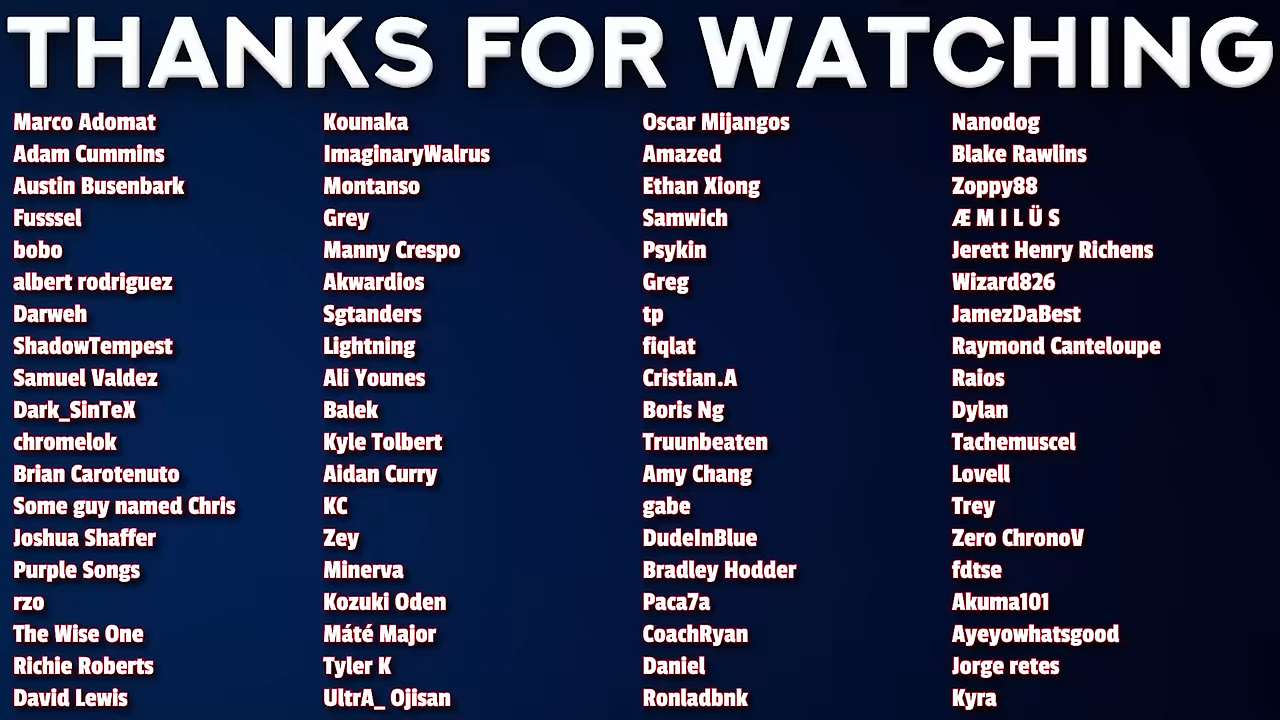 THANKS FOR WATCHING
Marco Adomat
Adam Cummins
Austin Busenbark
Fusssel
bobo
albert rodriguez
Darweh
ShadowTempest
Samuel Valdez
Dark_SinTeX
chromelok
Brian Carotenuto
Some guy named Chris
Joshua Shaffer
Purple Songs
rzo
The Wise One
Richie Roberts
David Lewis
Kounaka
ImaginaryWalrus
Montanso
Grey
Manny Crespo
Akwardios
Sgtanders
Lightning
Ali Younes
Balek
Kyle Tolbert
Aidan Curry
KC
Zey
Minerva
Kozuki Oden
Máté Major
Tyler K
UltrA_ Ojisan
Oscar Mijangos
Amazed
Ethan Xiong
Samwich
Psykin
Greg
tp
fiqlat
Cristian.A
Boris Ng
Truunbeaten
Amy Chang
gabe
DudeInBlue
Bradley Hodder
Paca7a
CoachRyan
Daniel
Ronladbnk
Nanodog
Blake Rawlins
Zoppy88
Æ M I L Ü S
Jerett Henry Richens
Wizard826
JamezDaBest
Raymond Canteloupe
Raios
Dylan
Tachemuscel
Lovell
Trey
Zero ChronoV
fdtse
Akuma101
Ayeyowhatsgood
Jorge retes
Kyra